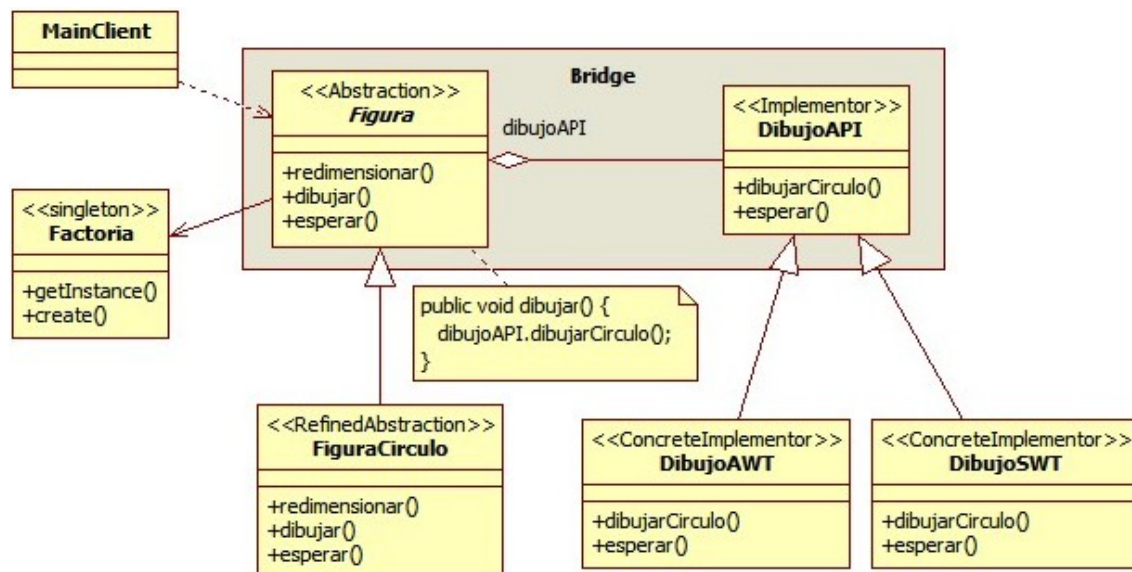 MainClient
Bridge
<<Abstraction>>
Figura
+redimensionar()
+dibujar()
+esperar()
dibujoAPI
<<Implementor>>
DibujoAPI
+dibujarCirculo()
+esperar()
<<singleton>>
Factoria
+getInstance()
+create()
public void dibujar() {
dibujoAPI.dibujarCirculo();
}
<<RefinedAbstraction>>
FiguraCirculo
+redimensionar()
+dibujar()
+esperar()
<<ConcreteImplementor>>
DibujoAWT
+dibujarCirculo()
+esperar()
<<ConcreteImplementor>>
DibujoSWT
+dibujarCirculo()
+esperar()